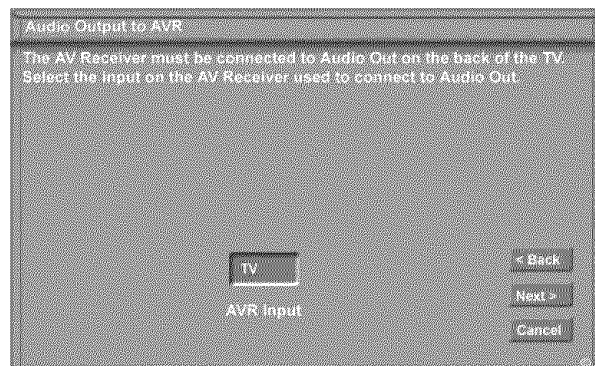 Audio Output to AVR
The AV Receiver must be connected to Audio Out on the back of the TV.
Select the input on the AV Receiver used to connect to Audio Out.
TV
AVR Input
< Back
Next >
Cancel